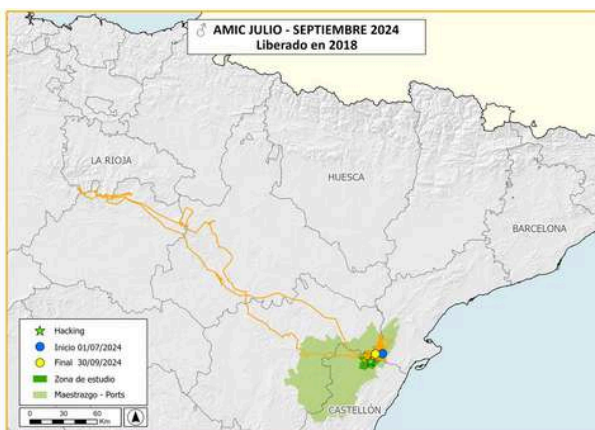 ♂ AMIC JULIO - SEPTIEMBRE 2024
Liberado en 2018
LA RIOJA
HUESCA
BARCELONA
CASTELLÓN
Hacking
Inicio 01/07/2024
Final 30/09/2024
Zona de estudio
Maestrazgo - Ports
0 30 60
Km